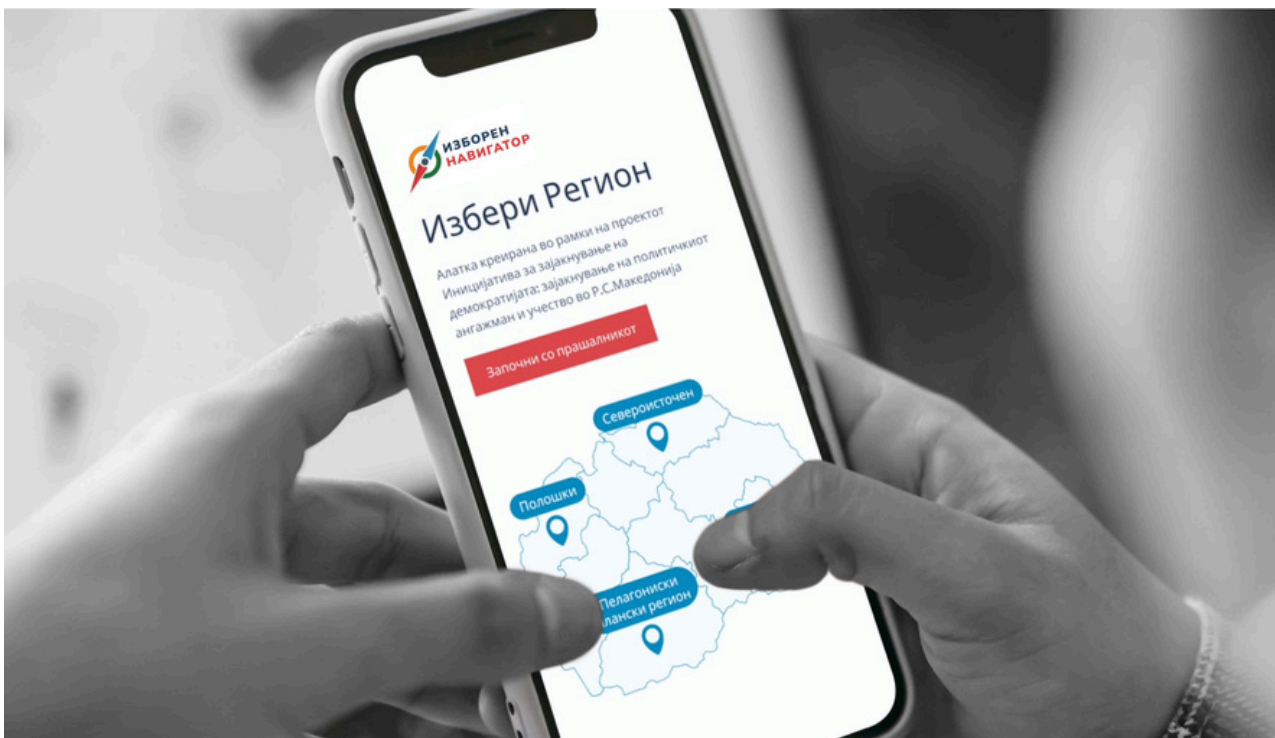 ИЗБОРЕН
НАВИГАТОР
Избери Регион
Алатка креирана во рамки на проектот
Иницијатива за зајакнување на
демократијата: зајакнување на политичкиот
ангажман и учество во Р.С.Македонија
Започни со прашалникот
Североисточен
Полошки
Пелагониски
регион